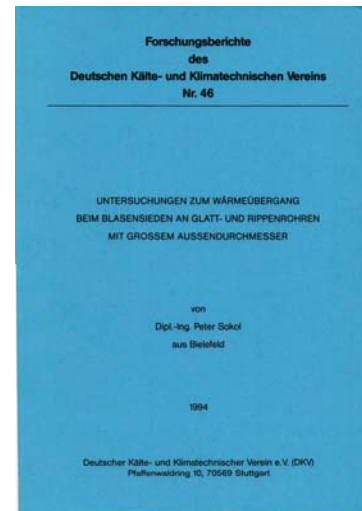 Forschungsberichte
des
Deutschen Kälte- und Klimatechnischen Vereins
Nr. 46
UNTERSUCHUNGEN ZUM WÄRMEÜBERGANG
BEIM BLASENSIEDEN AN GLATT- UND RIPPENROHREN
MIT GROSSEM AUSSENDURCHMESSER
von
Dipl.-Ing. Peter Sokol
aus Bielefeld
1994
Deutscher Kälte- und Klimatechnischer Verein e.V. (DKV)
Pfaffenwaldring 10, 70569 Stuttgart